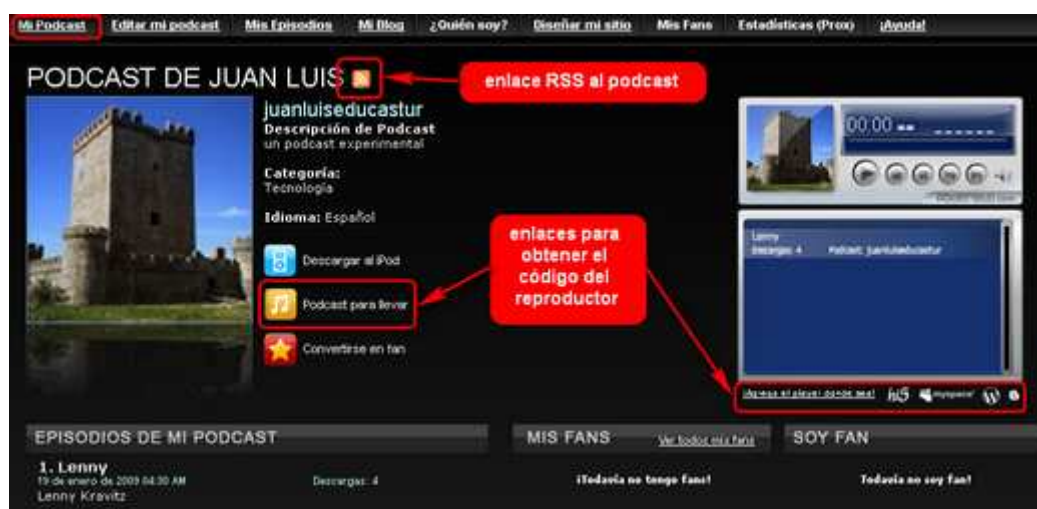 Mi Podcast Editar mi podcast Mis Episodios Mi Blog ¿Quién soy? Diseñar mi sitio Mis Fans Estadísticas (Prox) ¡Ayuda!
PODCAST DE JUAN LUIS
enlace RSS al podcast
juanluiseducastur
Descripción de Podcast
un podcast experimental
Categoría:
Tecnología
Idioma: Español
Descargar al iPod
Podcast para llevar
Convertirse en fan
enlaces para
obtener el
código del
reproductor
00:00
Lenny
Descargas: 4 Podcast: juanluiseducastur
¡Agrega el player donde sea! hi5 myspace
EPISODIOS DE MI PODCAST
1. Lenny
19 de enero de 2009 04:30 AM Descargas: 4
Lenny Kravitz
MIS FANS Ver todos mis fans
¡Todavía no tengo fans!
SOY FAN
Todavía no soy fan!